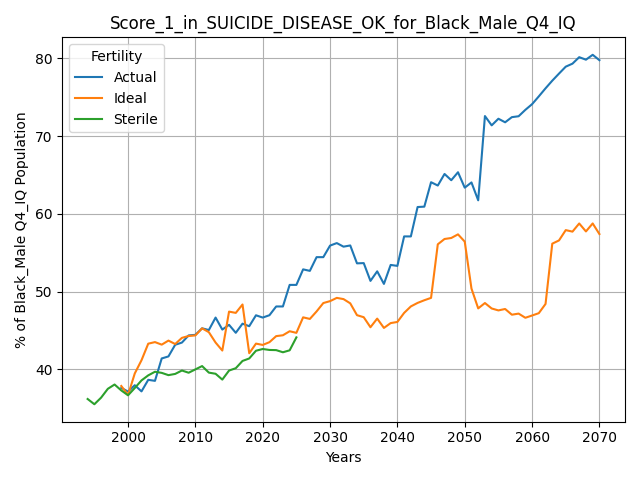 Score_1_in_SUICIDE_DISEASE_OK_for_Black_Male_Q4_IQ
Fertility
Actual
Ideal
Sterile
% of Black_Male Q4_IQ Population
80
70
60
50
40
2000
2010
2020
2030
2040
2050
2060
2070
Years